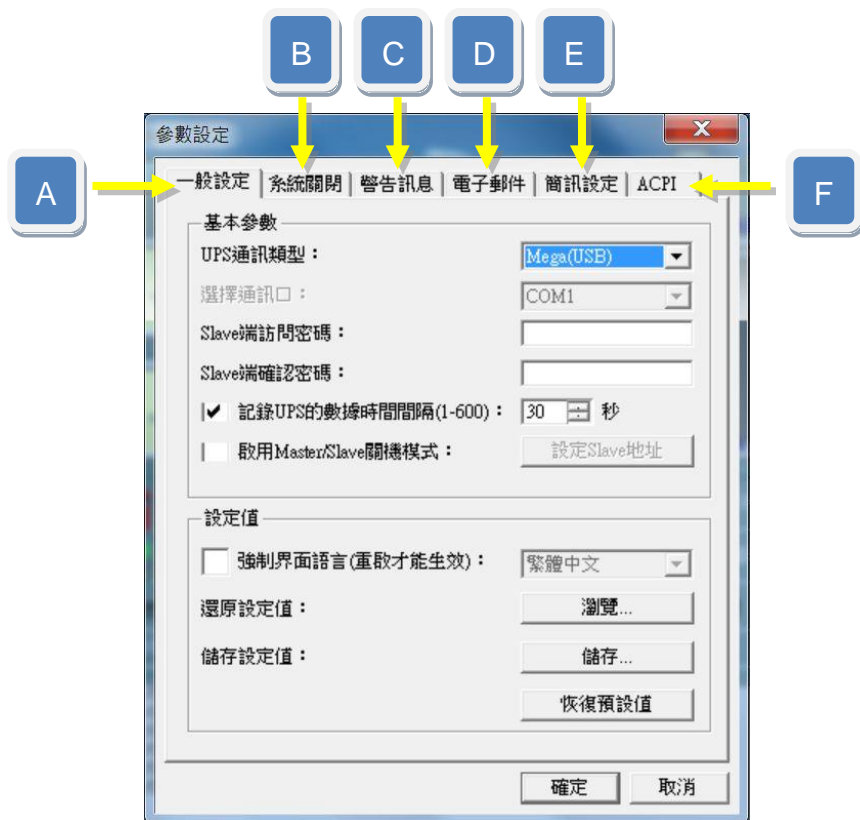 B C D E
參數設定
A 一般設定 系統關閉 警告訊息 電子郵件 簡訊設定 ACPI F
基本參數
UPS通訊類型： Mega(USB)
選擇通訊口： COM1
Slave端訪問密碼：
Slave端確認密碼：
記錄UPS的數據時間間隔(1-600)： 30 秒
啟用Master/Slave關機模式： 設定Slave地址
設定值
強制界面語言(重啟才能生效)： 繁體中文
還原設定值： 瀏覽...
儲存設定值： 儲存...
恢復預設值
確定 取消